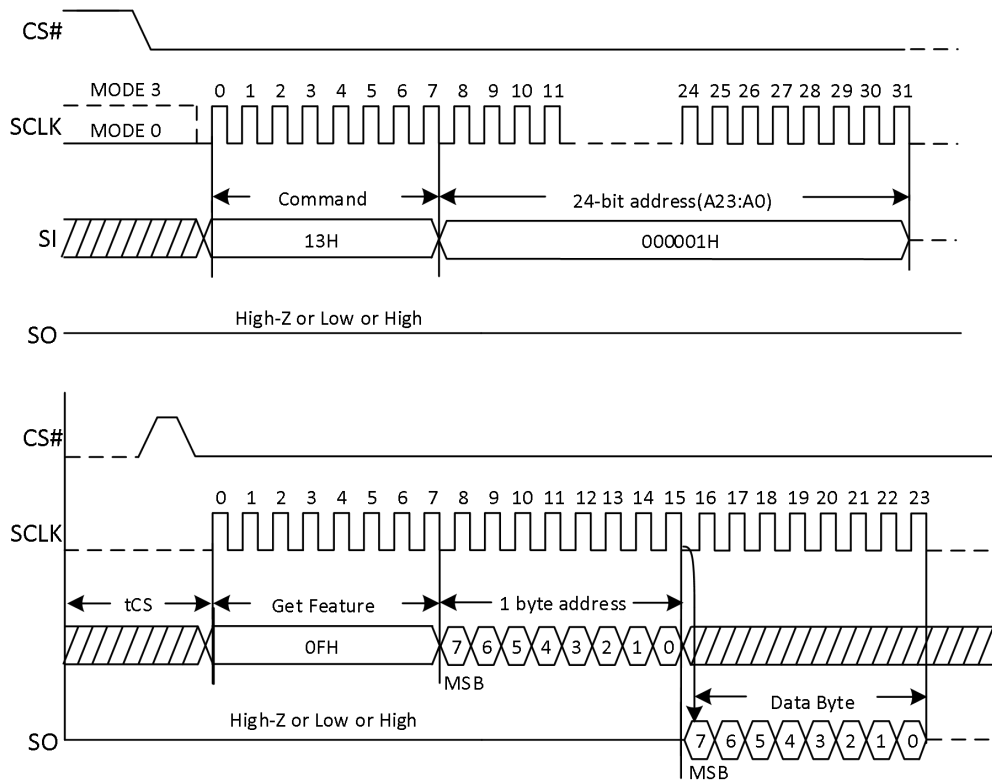 CS#
MODE 3
0 1 2 3 4 5 6 7 8 9 10 11 24 25 26 27 28 29 30 31
SCLK
MODE 0
Command
24-bit address(A23:A0)
SI
13H
000001H
High-Z or Low or High
SO
CS#
0 1 2 3 4 5 6 7 8 9 10 11 12 13 14 15 16 17 18 19 20 21 22 23
SCLK
tCS
Get Feature
1 byte address
0FH
7 6 5 4 3 2 1 0
MSB
Data Byte
High-Z or Low or High
SO
7 6 5 4 3 2 1 0
MSB